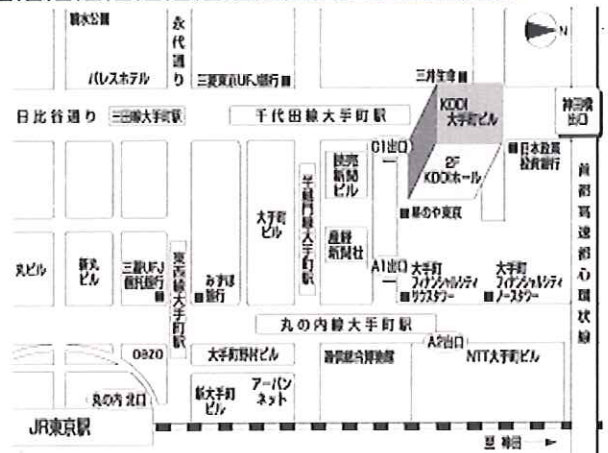 永代通り
N
パレスホテル
三菱東京UFJ銀行
三井生命
KDDI
大手町ビル
神田橋
出口
日比谷通り
三田線大手町駅
千代田線大手町駅
C1出口
読売
新聞
ビル
2F
KDDIホール
日本政策
投資銀行
首都高速都心環状線
半蔵門線大手町駅
大手町
ビル
産経
新聞社
東京
丸ビル
新丸
ビル
三菱UFJ
信託銀行
東西線大手町駅
みずほ
銀行
A1出口
大手町
フィナンシャルシティ
サウスタワー
大手町
フィナンシャルシティ
ノースタワー
丸の内線大手町駅
A2出口
大手町野村ビル
逓信総合博物館
NTT大手町ビル
丸の内 北口
新大手町
ビル
アーバン
ネット
JR東京駅
至 神田